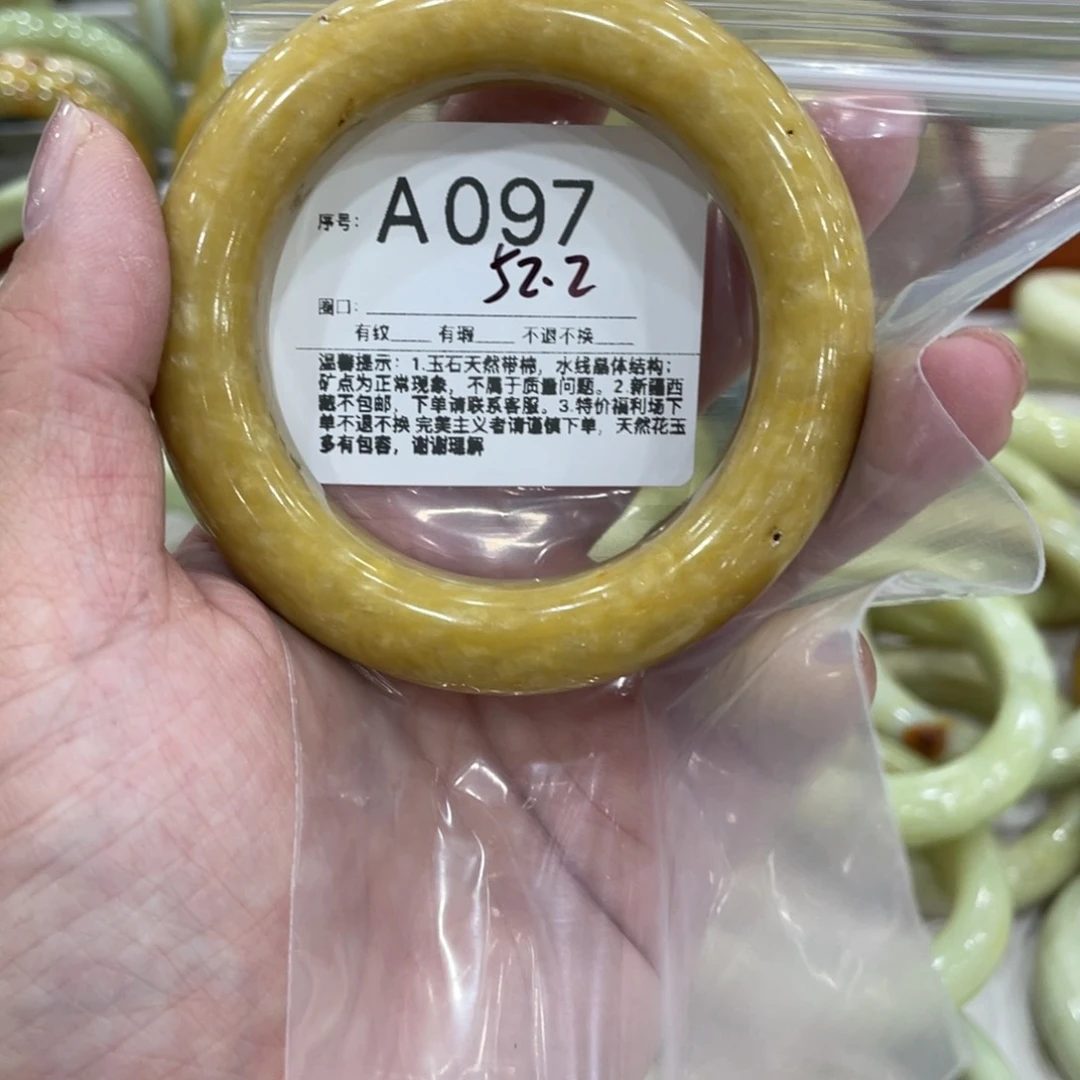 序号: A097
52.2
圈口:
有纹____ 有瑕____ 不退不换____
温馨提示：1.玉石天然带棉，水线晶体结构；
矿点为正常现象，不属于质量问题。2.新疆西
藏不包邮，下单请联系客服。3.特价福利场下
单不退不换 完美主义者请谨慎下单，天然花玉
多有包容，谢谢理解